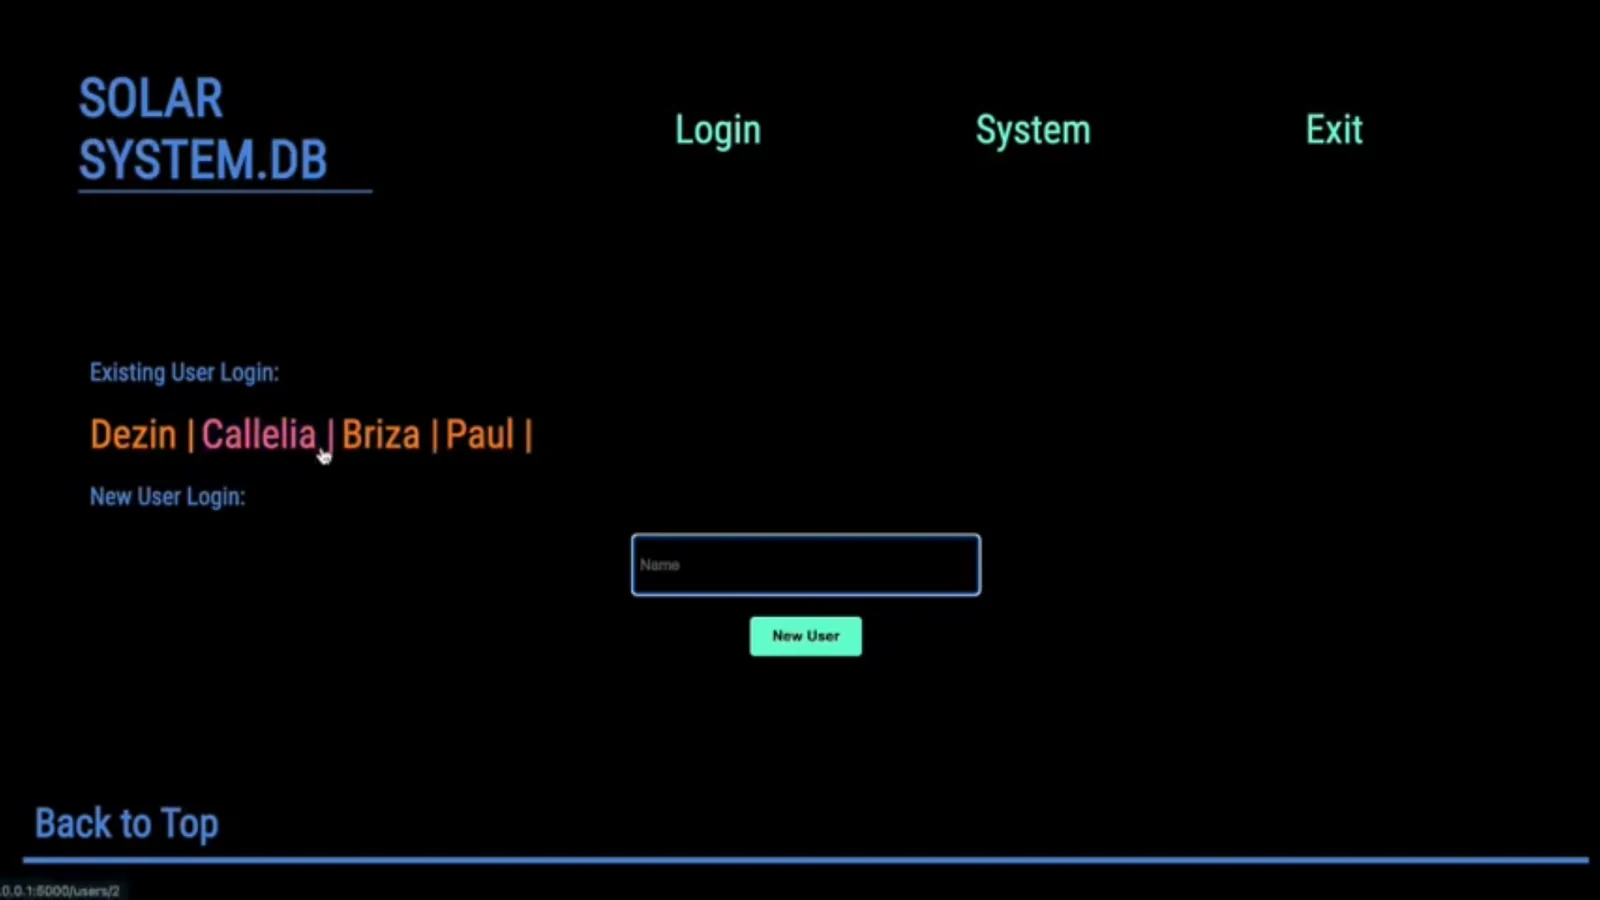 SOLAR
SYSTEM.DB
Login System Exit
Existing User Login:
Dezin | Callelia | Briza | Paul |
New User Login:
Name
New User
Back to Top
.0.0.1:5000/users/2